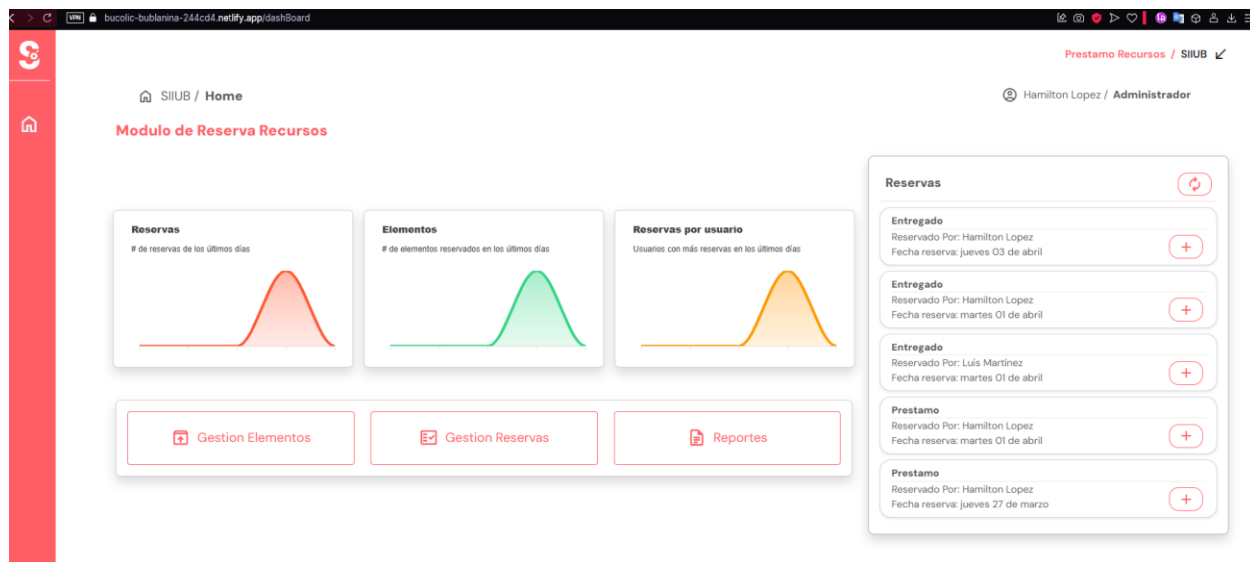 VPN bucolic-bublanina-244cd4.netlify.app/dashBoard
Prestamo Recursos / SIIUB
SIIUB / Home
Hamilton Lopez / Administrador
Modulo de Reserva Recursos
Reservas
# de reservas de los últimos días
Elementos
# de elementos reservados en los últimos días
Reservas por usuario
Usuarios con más reservas en los últimos días
Gestion Elementos
Gestion Reservas
Reportes
Reservas
Entregado
Reservado Por: Hamilton Lopez
Fecha reserva: jueves 03 de abril
Entregado
Reservado Por: Hamilton Lopez
Fecha reserva: martes 01 de abril
Entregado
Reservado Por: Luis Martinez
Fecha reserva: martes 01 de abril
Prestamo
Reservado Por: Hamilton Lopez
Fecha reserva: martes 01 de abril
Prestamo
Reservado Por: Hamilton Lopez
Fecha reserva: jueves 27 de marzo